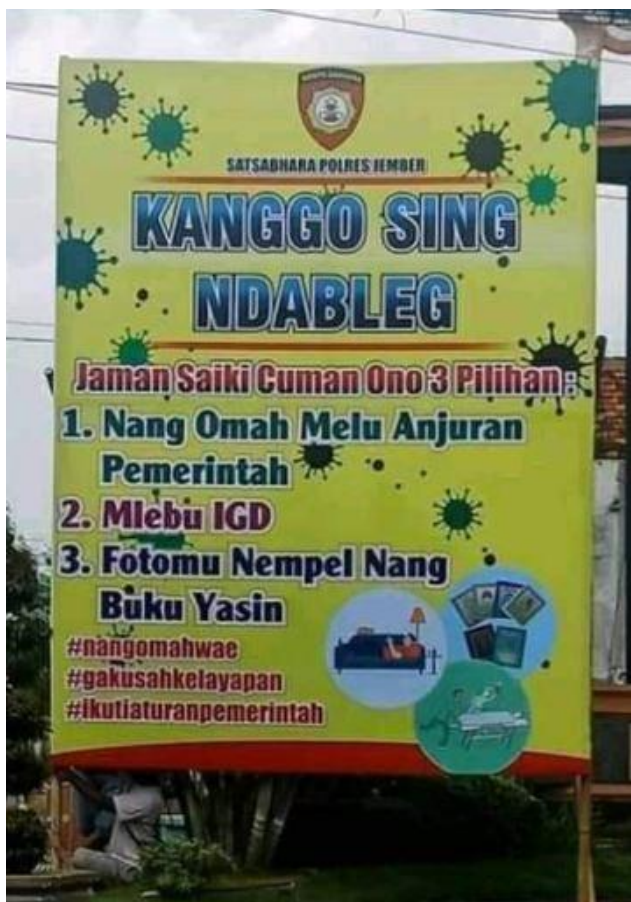 SATSABHARA POLRES JEMBER
KANGGO SING
NDABLEG
Jaman Saiki Cuman Ono 3 Pilihan :
1. Nang Omah Melu Anjuran
Pemerintah
2. Mlebu IGD
3. Fotomu Nempel Nang
Buku Yasin
#nangomahwae
#gakusahkelayapan
#ikutiaturanpemerintah